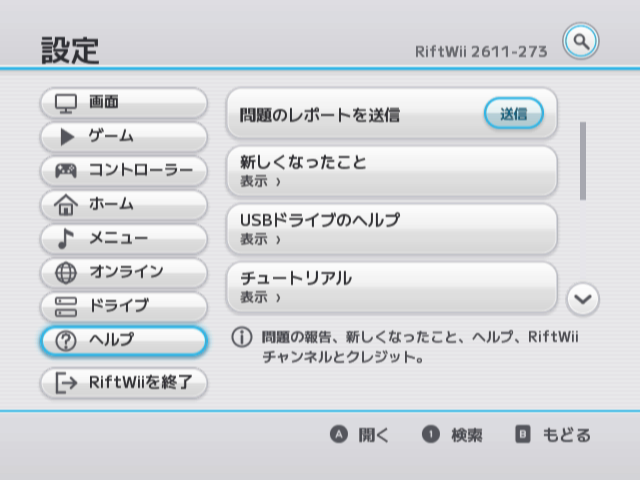 設定
RiftWii 2611-273
画面
ゲーム
コントローラー
ホーム
メニュー
オンライン
ドライブ
ヘルプ
RiftWiiを終了
問題のレポートを送信
送信
新しくなったこと
表示 ›
USBドライブのヘルプ
表示 ›
チュートリアル
表示 ›
問題の報告、新しくなったこと、ヘルプ、RiftWii
チャンネルとクレジット。
A 開く 1 検索 B もどる